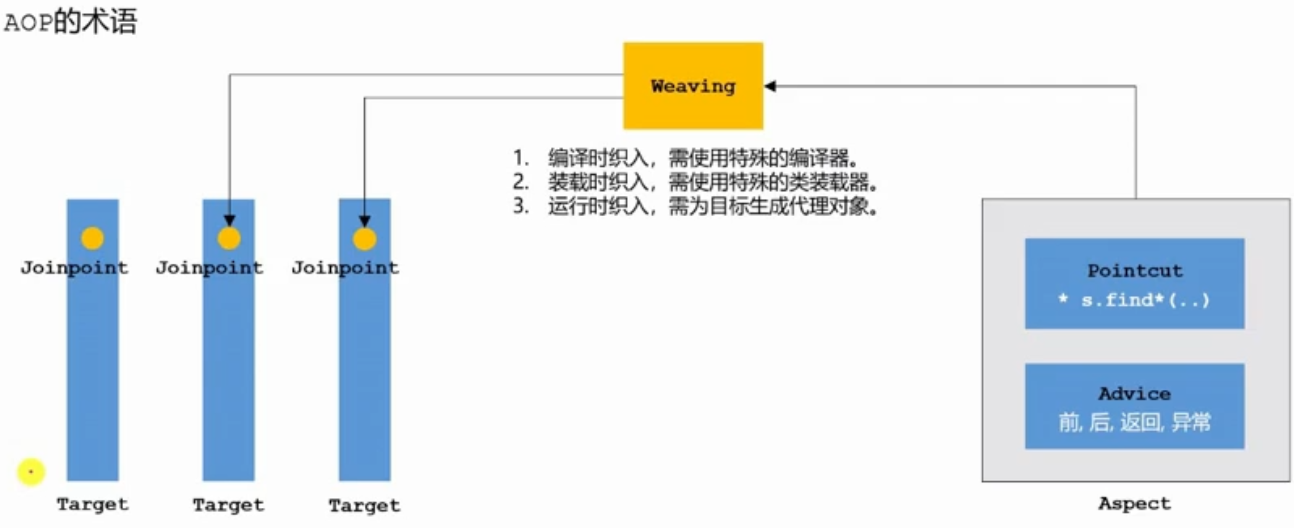 AOP的术语
Weaving
1. 编译时织入，需使用特殊的编译器。
2. 装载时织入，需使用特殊的类装载器。
3. 运行时织入，需为目标生成代理对象。
Joinpoint Joinpoint Joinpoint
Pointcut
* s.find*(..)
Advice
前, 后, 返回, 异常
Target Target Target
Aspect